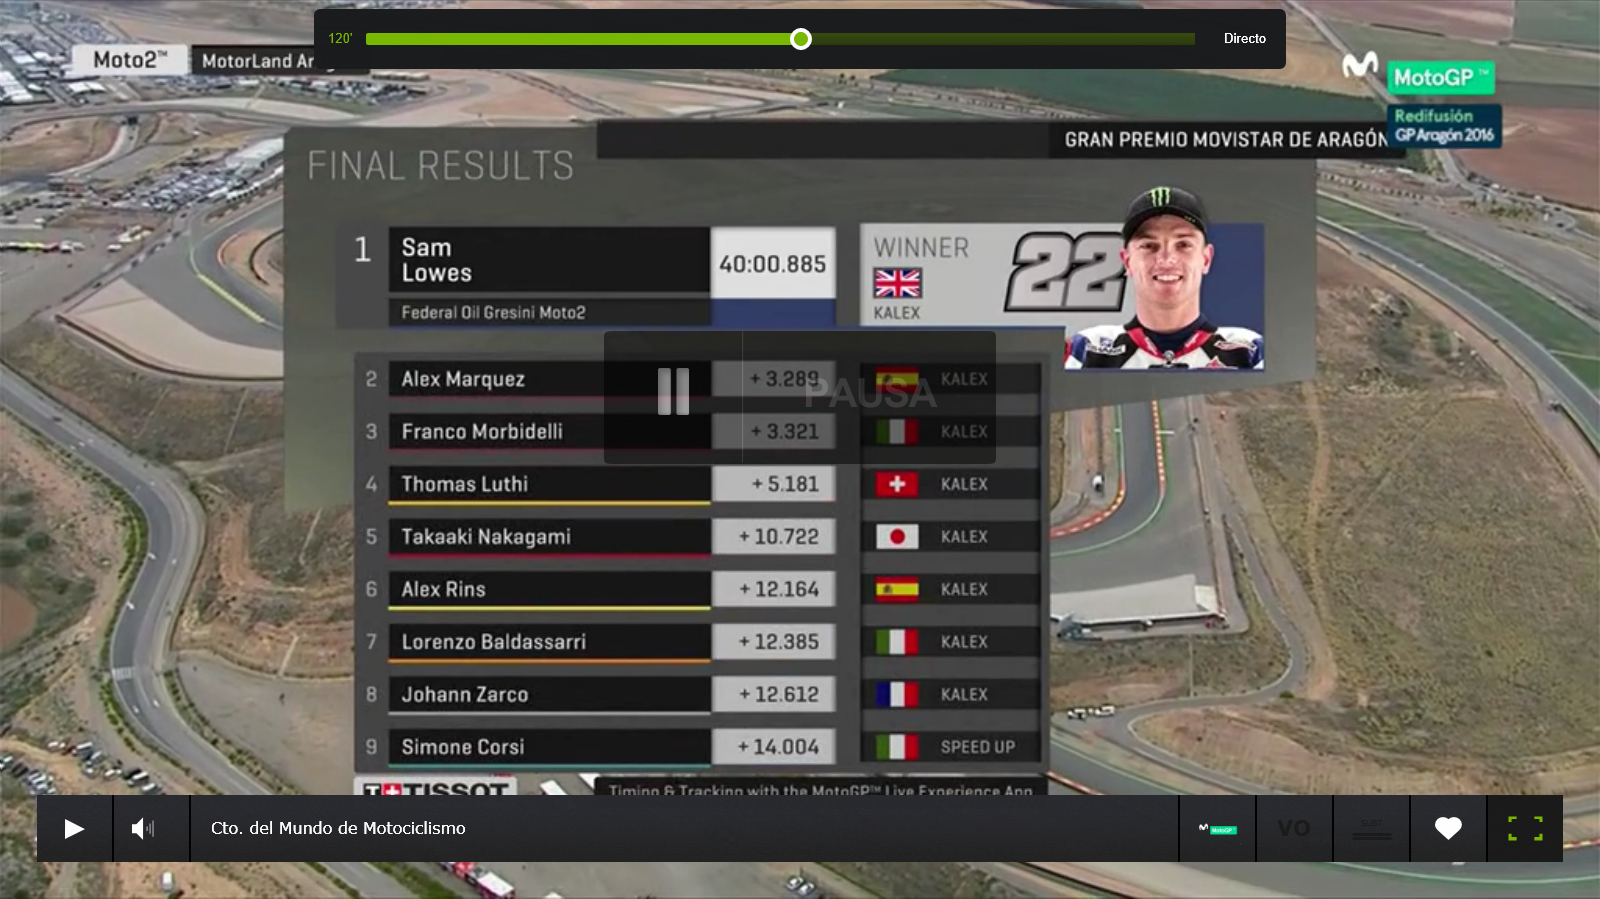 120'
Directo
Moto2™
MotorLand Ar
MotoGP™
Redifusión
GP Aragón 2016
GRAN PREMIO MOVISTAR DE ARAGÓN
FINAL RESULTS
1 Sam Lowes 40:00.885
Federal Oil Gresini Moto2
WINNER
22
KALEX
PAUSA
2 Alex Marquez + 3.289 KALEX
3 Franco Morbidelli + 3.321 KALEX
4 Thomas Luthi + 5.181 KALEX
5 Takaaki Nakagami + 10.722 KALEX
6 Alex Rins + 12.164 KALEX
7 Lorenzo Baldassarri + 12.385 KALEX
8 Johann Zarco + 12.612 KALEX
9 Simone Corsi + 14.004 SPEED UP
TISSOT
Timing & Tracking with the MotoGP™ Live Experience App
Cto. del Mundo de Motociclismo
MotoGP
VO